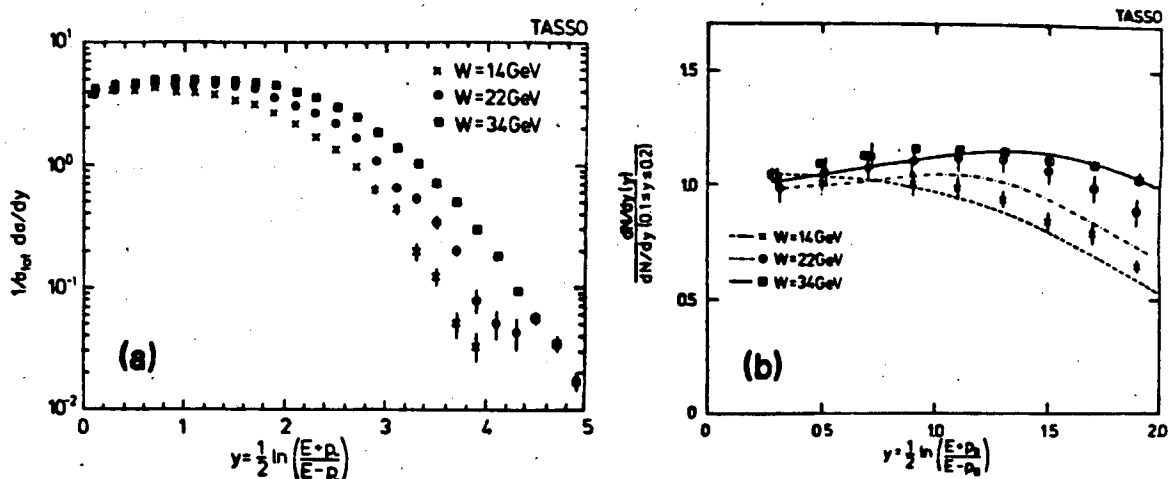 TASSO
10¹
10⁰
10⁻¹
10⁻²
1/σtot dσ/dy
× W=14GeV
● W=22GeV
■ W=34GeV
(a)
0 1 2 3 4 5
y=½ ln (E+p/E-p)
TASSO
1.5
1.0
0.5
0
dN/dy (y)
dN/dy (0.1≤y≤0.2)
W=14GeV
W=22GeV
W=34GeV
(b)
0 0.5 1.0 1.5 2.0
y=½ ln (E+p/E-p)